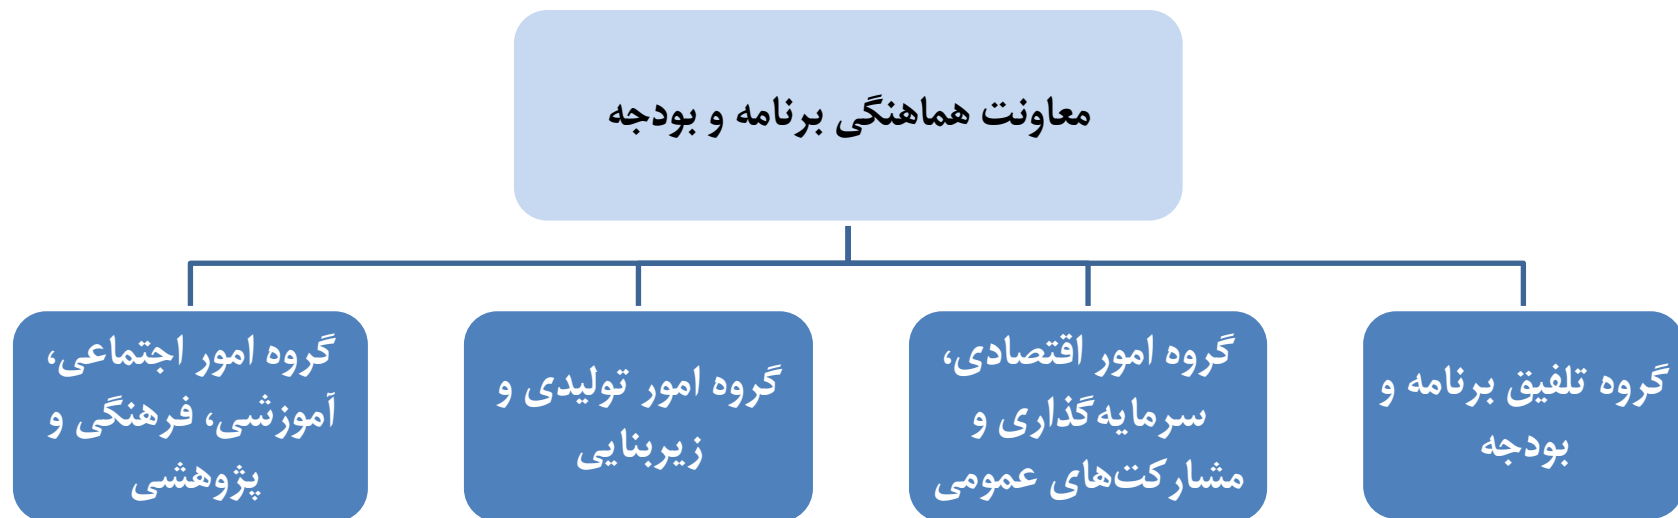 معاونت هماهنگی برنامه و بودجه
گروه تلفیق برنامه و
بودجه
گروه امور اقتصادی،
سرمایه‌گذاری و
مشارکت‌های عمومی
گروه امور تولیدی و
زیربنایی
گروه امور اجتماعی،
آموزشی، فرهنگی و
پژوهشی